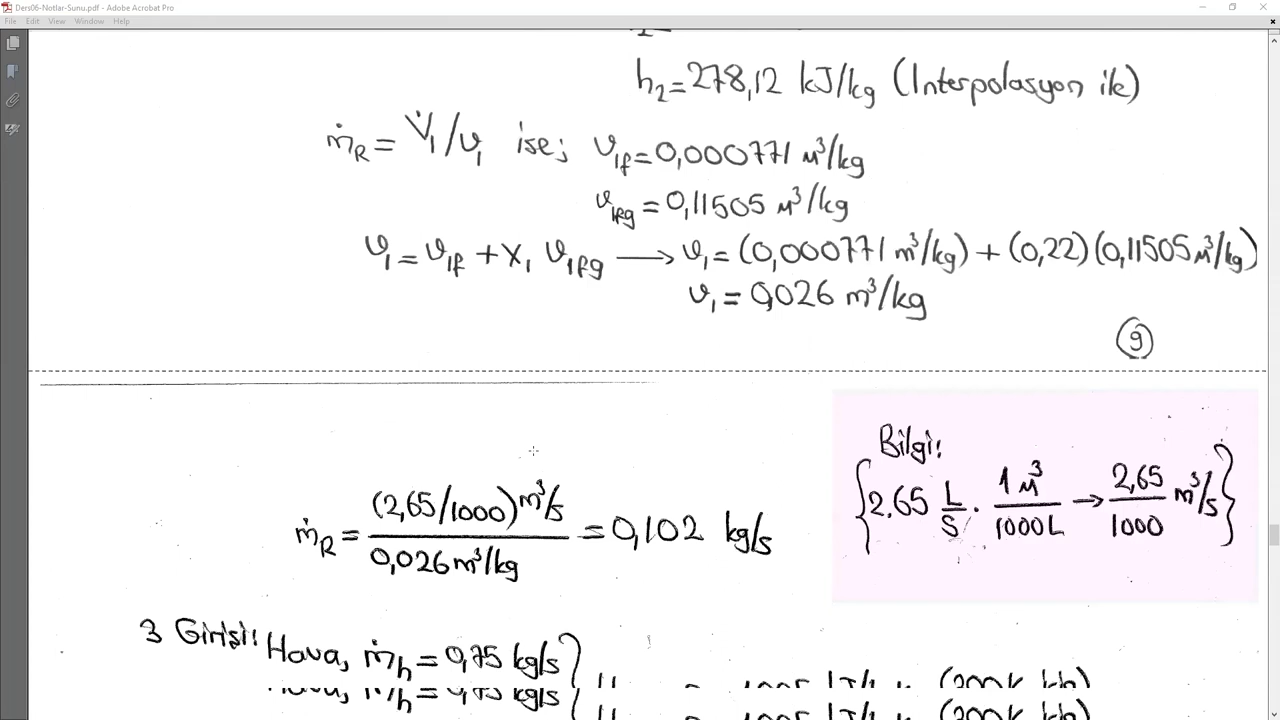 Ders06-Notlar-Sunu.pdf - Adobe Acrobat Pro
File Edit View Window Help
h₂=278,12 kJ/kg (İnterpolasyon ile)
ṁR = V̇₁/υ₁ ise; υ₁f=0,000771 m³/kg
υ₁fg = 0,11505 m³/kg
υ₁=υ₁f + x₁ υ₁fg → υ₁=(0,000771 m³/kg) + (0,22)(0,11505 m³/kg)
υ₁= 0,026 m³/kg
9
Bilgi:
{2.65 L/s . 1 m³/1000L → 2,65/1000 m³/s}
ṁR = (2,65/1000) m³/s / 0,026 m³/kg = 0,102 kg/s
3 Girişi: Hava, ṁh = 0,75 kg/s}